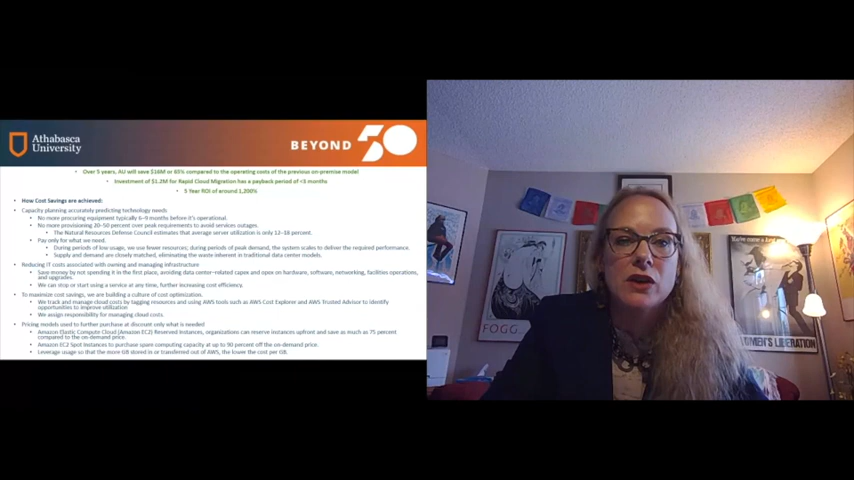 Athabasca
University
BEYOND 50
• Over 5 years, AU will save $16M or 65% compared to the operating costs of the previous on-premise model
• Investment of $1.2M for Rapid Cloud Migration has a payback period of <3 months
• 5 Year ROI of around 1,200%
• How Cost Savings are achieved:
• Capacity planning accurately predicting technology needs
• No more procuring equipment typically 6–9 months before it's operational.
• No more provisioning 20–50 percent over peak requirements to avoid services outages.
• The Natural Resources Defense Council estimates that average server utilization is only 12–18 percent.
• Pay only for what we need.
• During periods of low usage, we use fewer resources; during periods of peak demand, the system scales to deliver the required performance.
• Supply and demand are closely matched, eliminating the waste inherent in traditional data center models.
• Reducing IT costs associated with owning and managing infrastructure
• Save money by not spending it in the first place, avoiding data center–related capex and opex on hardware, software, networking, facilities operations,
and upgrades.
• We can stop or start using a service at any time, further increasing cost efficiency.
• To maximize cost savings, we are building a culture of cost optimization.
• We track and manage cloud costs by tagging resources and using AWS tools such as AWS Cost Explorer and AWS Trusted Advisor to identify
opportunities to improve utilization
• We assign responsibility for managing cloud costs.
• Pricing models used to further purchase at discount only what is needed
• Amazon Elastic Compute Cloud (Amazon EC2) Reserved Instances, organizations can reserve instances upfront and save as much as 75 percent
compared to the on-demand price.
• Amazon EC2 Spot Instances to purchase spare computing capacity at up to 90 percent off the on-demand price.
• Leverage usage so that the more GB stored in or transferred out of AWS, the lower the cost per GB.
FOGG
WOMEN'S LIBERATION